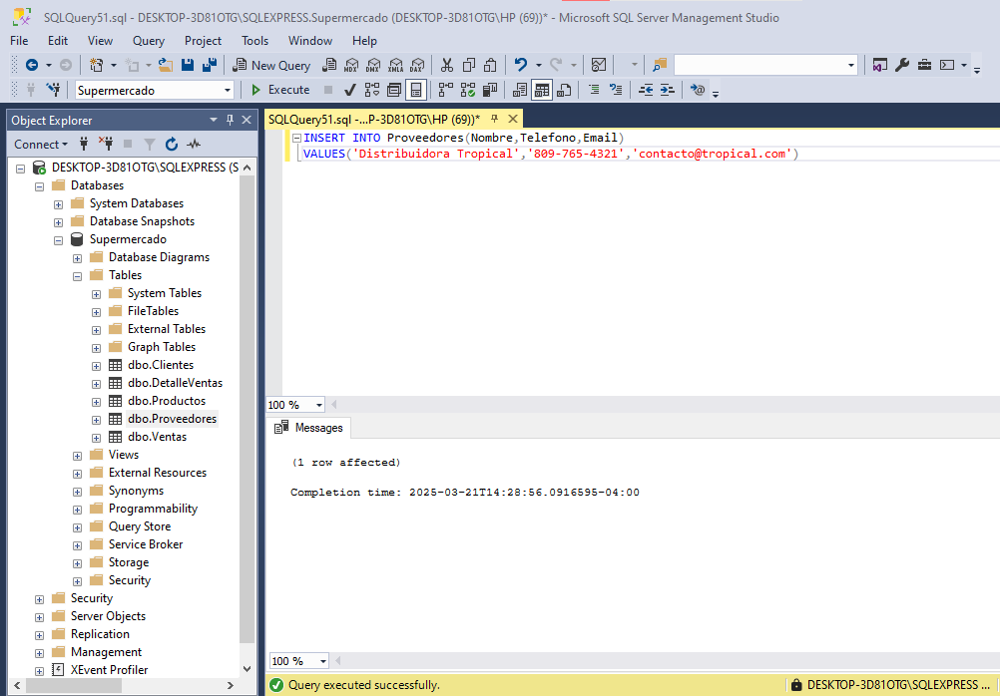 SQLQuery51.sql - DESKTOP-3D81OTG\SQLEXPRESS.Supermercado (DESKTOP-3D81OTG\HP (69))* - Microsoft SQL Server Management Studio
File Edit View Query Project Tools Window Help
New Query MDX DMX XMLA DAX
Supermercado Execute
Object Explorer
Connect
DESKTOP-3D81OTG\SQLEXPRESS (S
Databases
System Databases
Database Snapshots
Supermercado
Database Diagrams
Tables
System Tables
FileTables
External Tables
Graph Tables
dbo.Clientes
dbo.DetalleVentas
dbo.Productos
dbo.Proveedores
dbo.Ventas
Views
External Resources
Synonyms
Programmability
Query Store
Service Broker
Storage
Security
Security
Server Objects
Replication
Management
XEvent Profiler
SQLQuery51.sql -...P-3D81OTG\HP (69))*
INSERT INTO Proveedores(Nombre,Telefono,Email)
VALUES('Distribuidora Tropical','809-765-4321','contacto@tropical.com')
100 %
Messages
(1 row affected)
Completion time: 2025-03-21T14:28:56.0916595-04:00
100 %
Query executed successfully. DESKTOP-3D81OTG\SQLEXPRESS ...